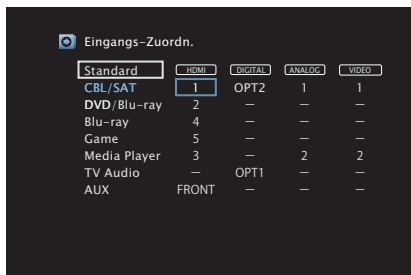 Eingangs-Zuordn.
Standard HDMI DIGITAL ANALOG VIDEO
CBL/SAT 1 OPT2 1 1
DVD/Blu-ray 2 — — —
Blu-ray 4 — — —
Game 5 — — —
Media Player 3 — 2 2
TV Audio — OPT1 — —
AUX FRONT — — —